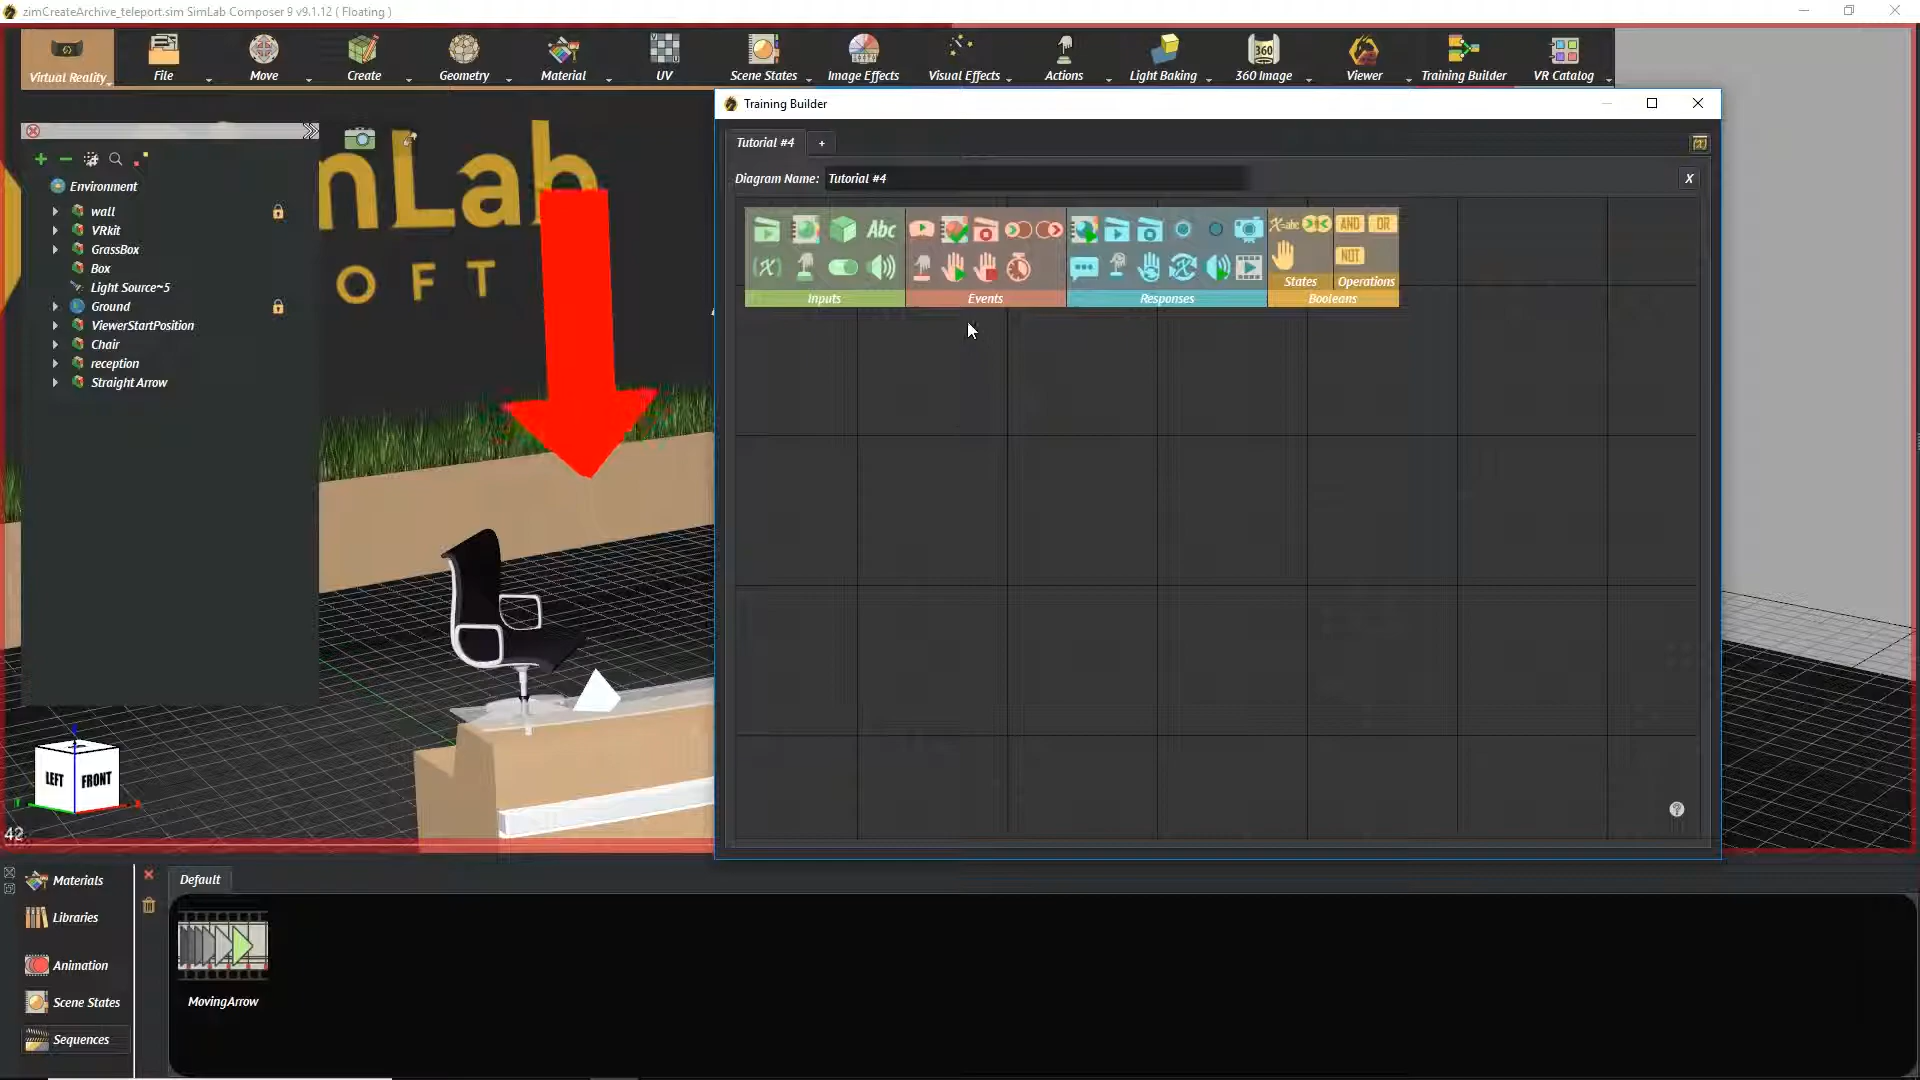 zimCreateArchive_teleport.sim SimLab Composer 9 v9.1.12 ( Floating )
Virtual Reality
File
Move
Create
Geometry
Material
UV
Scene States
Image Effects
Visual Effects
Actions
Light Baking
360
360 Image
Viewer
Training Builder
VR Catalog
Training Builder
Tutorial #4
+
Diagram Name: Tutorial #4
X
Environment
wall
VRkit
GrassBox
Box
Light Source~5
Ground
ViewerStartPosition
Chair
reception
Straight Arrow
nLab
OFT
Abc
(x)
X=abc
AND
OR
NOT
Inputs
Events
Responses
States
Operations
Booleans
LEFT
FRONT
42
?
Materials
Libraries
Animation
Scene States
Sequences
Default
MovingArrow